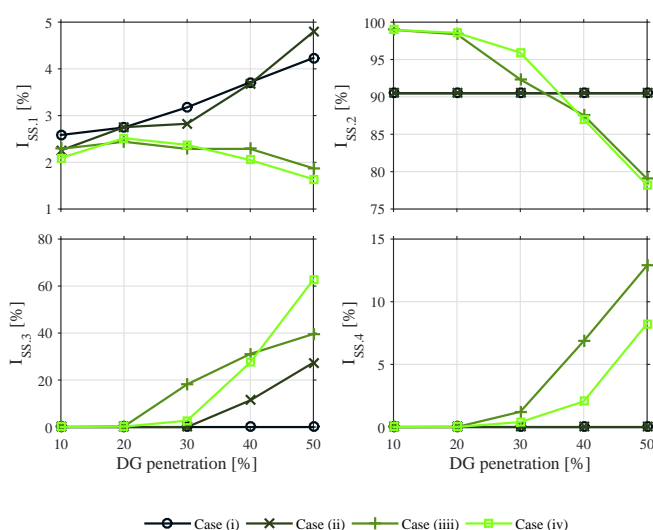 5
4
3
2
1
I_SS.1 [%]
100
95
90
85
80
75
I_SS.2 [%]
80
60
40
20
0
I_SS.3 [%]
10 20 30 40 50
DG penetration [%]
15
10
5
0
I_SS.4 [%]
10 20 30 40 50
DG penetration [%]
Case (i) Case (ii) Case (iiii) Case (iv)